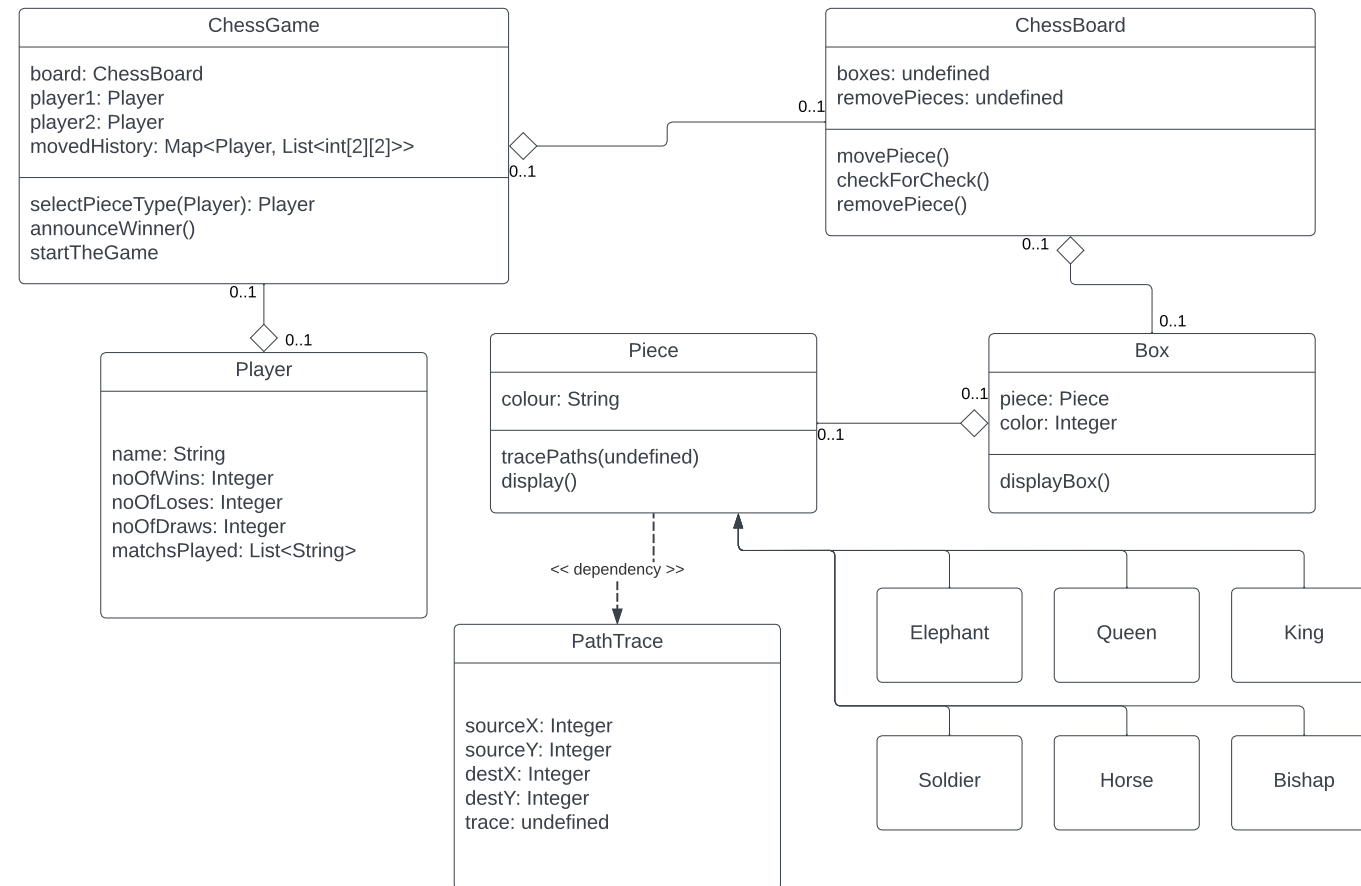 ChessGame
board: ChessBoard
player1: Player
player2: Player
movedHistory: Map<Player, List<int[2][2]>>
selectPieceType(Player): Player
announceWinner()
startTheGame
0..1
0..1
ChessBoard
boxes: undefined
removePieces: undefined
movePiece()
checkForCheck()
removePiece()
0..1
0..1
0..1
0..1
Player
name: String
noOfWins: Integer
noOfLoses: Integer
noOfDraws: Integer
matchsPlayed: List<String>
Piece
colour: String
tracePaths(undefined)
display()
0..1
0..1
Box
piece: Piece
color: Integer
displayBox()
<< dependency >>
PathTrace
sourceX: Integer
sourceY: Integer
destX: Integer
destY: Integer
trace: undefined
Elephant
Queen
King
Soldier
Horse
Bishap